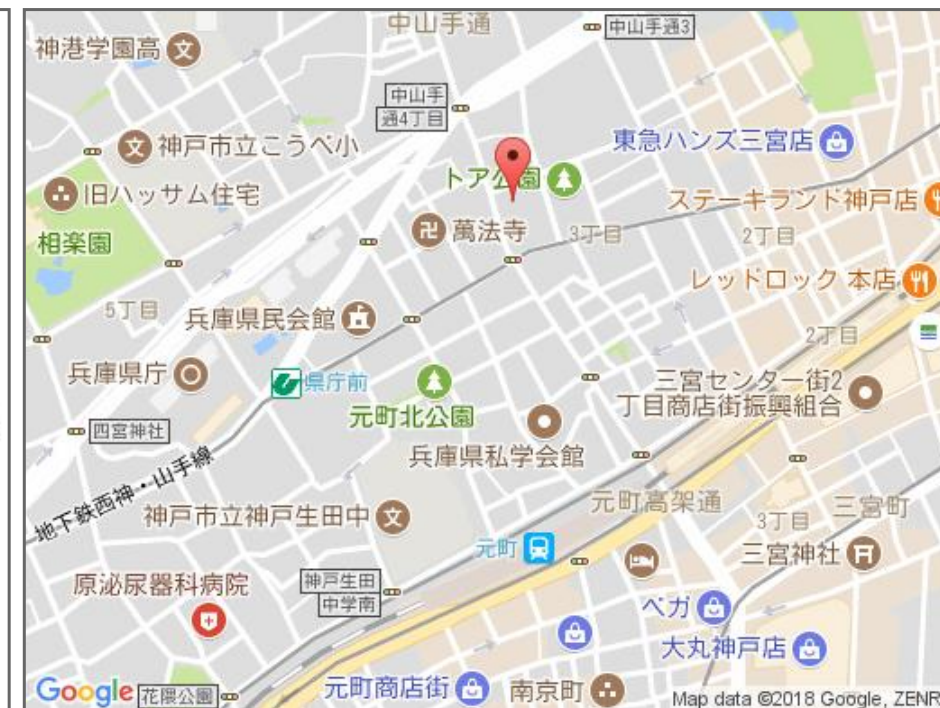 中山手通
中山手通3
神港学園高
中山手
通4丁目
東急ハンズ三宮店
神戸市立こうべ小
トア公園
旧ハッサム住宅
ステーキランド神戸店
萬法寺
3丁目
2丁目
相楽園
レッドロック 本店
5丁目
兵庫県民会館
2丁目
兵庫県庁
県庁前
三宮センター街2
丁目商店街振興組合
元町北公園
四宮神社
兵庫県私学会館
地下鉄西神・山手線
元町高架通
三宮町
神戸市立神戸生田中
3丁目
元町
三宮神社
原泌尿器科病院
神戸生田
中学南
ベガ
大丸神戸店
Google
花隈公園
元町商店街
南京町
Map data ©2018 Google, ZENR